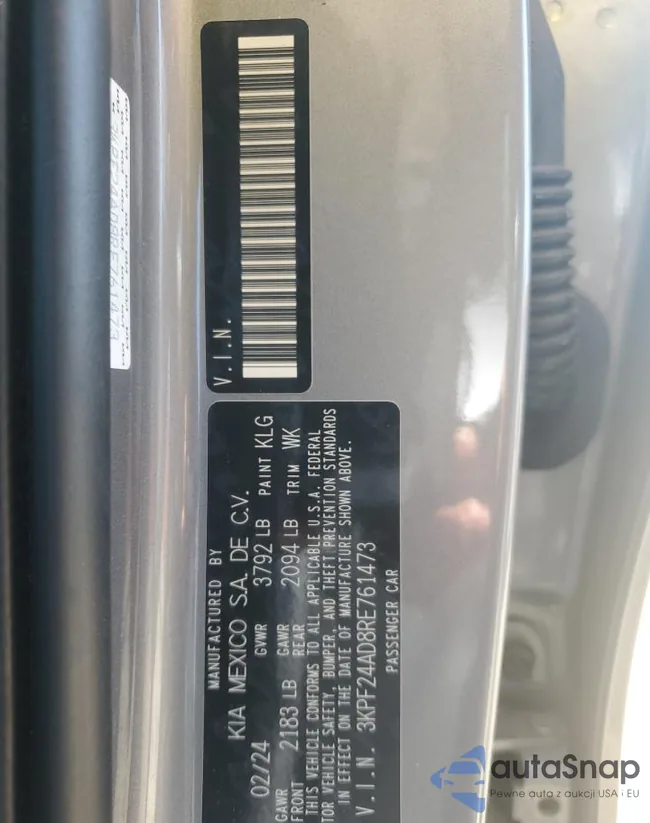 V.I.N.
MANUFACTURED BY
KIA MEXICO S.A. DE C.V.
02/24 GVWR 3792 LB PAINT KLG
GAWR FRONT 2183 LB GAWR REAR 2094 LB TRIM WK
THIS VEHICLE CONFORMS TO ALL APPLICABLE U.S.A. FEDERAL
TOR VEHICLE SAFETY, BUMPER, AND THEFT PREVENTION STANDARDS
IN EFFECT ON THE DATE OF MANUFACTURE SHOWN ABOVE.
V.I.N. 3KPF24AD8RE761473
PASSENGER CAR
autaSnap
Pewne auta z aukcji USA i EU